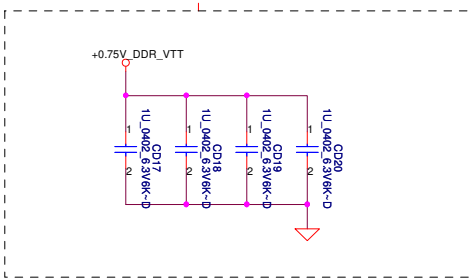 +0.75V_DDR_VTT
1
2
CD17
1U_0402_6.3V6K~D
1
2
CD18
1U_0402_6.3V6K~D
1
2
CD19
1U_0402_6.3V6K~D
1
2
CD20
1U_0402_6.3V6K~D